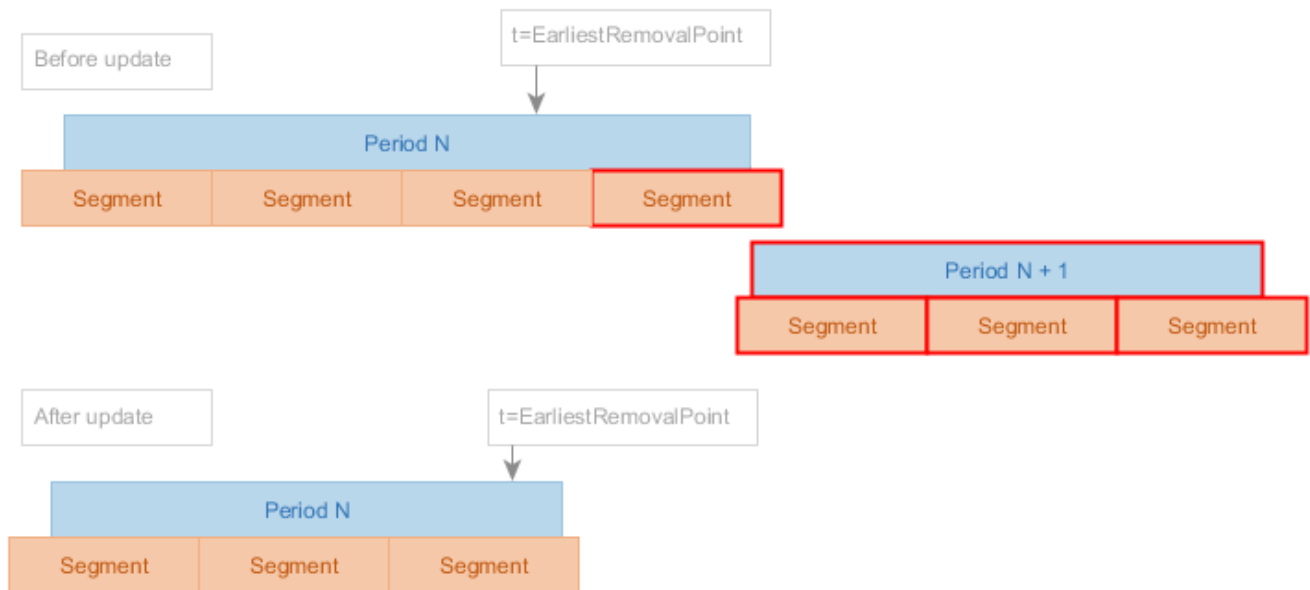 t=EarliestRemovalPoint
Before update
Period N
Segment Segment Segment Segment
Period N + 1
Segment Segment Segment
After update
t=EarliestRemovalPoint
Period N
Segment Segment Segment